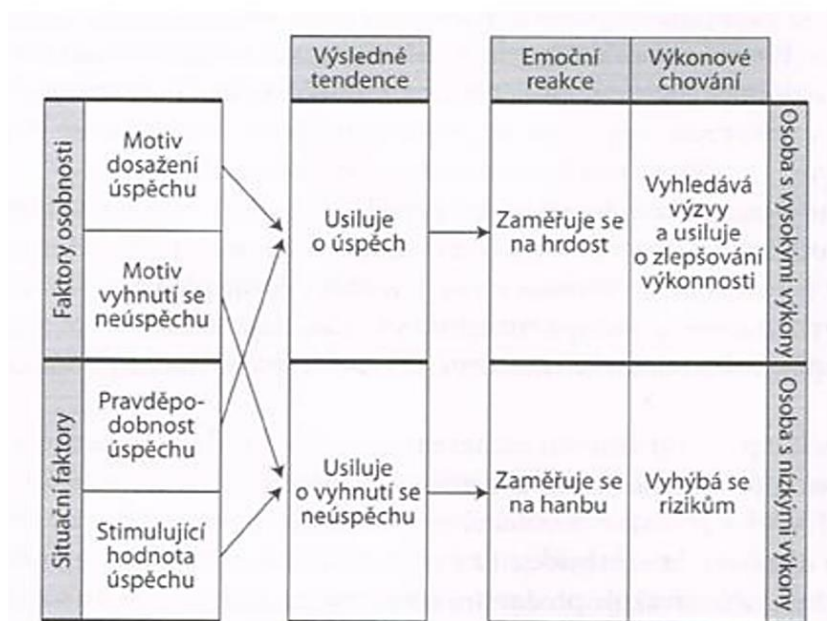 Výsledné
tendence
Emoční
reakce
Výkonové
chování
Faktory osobnosti
Motiv
dosažení
úspěchu
Motiv
vyhnutí se
neúspěchu
Usiluje
o úspěch
Zaměřuje se
na hrdost
Vyhledává
výzvy
a usiluje
o zlepšování
výkonnosti
Osoba s vysokými výkony
Situační faktory
Pravděpo-
dobnost
úspěchu
Stimulující
hodnota
úspěchu
Usiluje
o vyhnutí se
neúspěchu
Zaměřuje se
na hanbu
Vyhýbá se
rizikům
Osoba s nízkými výkony